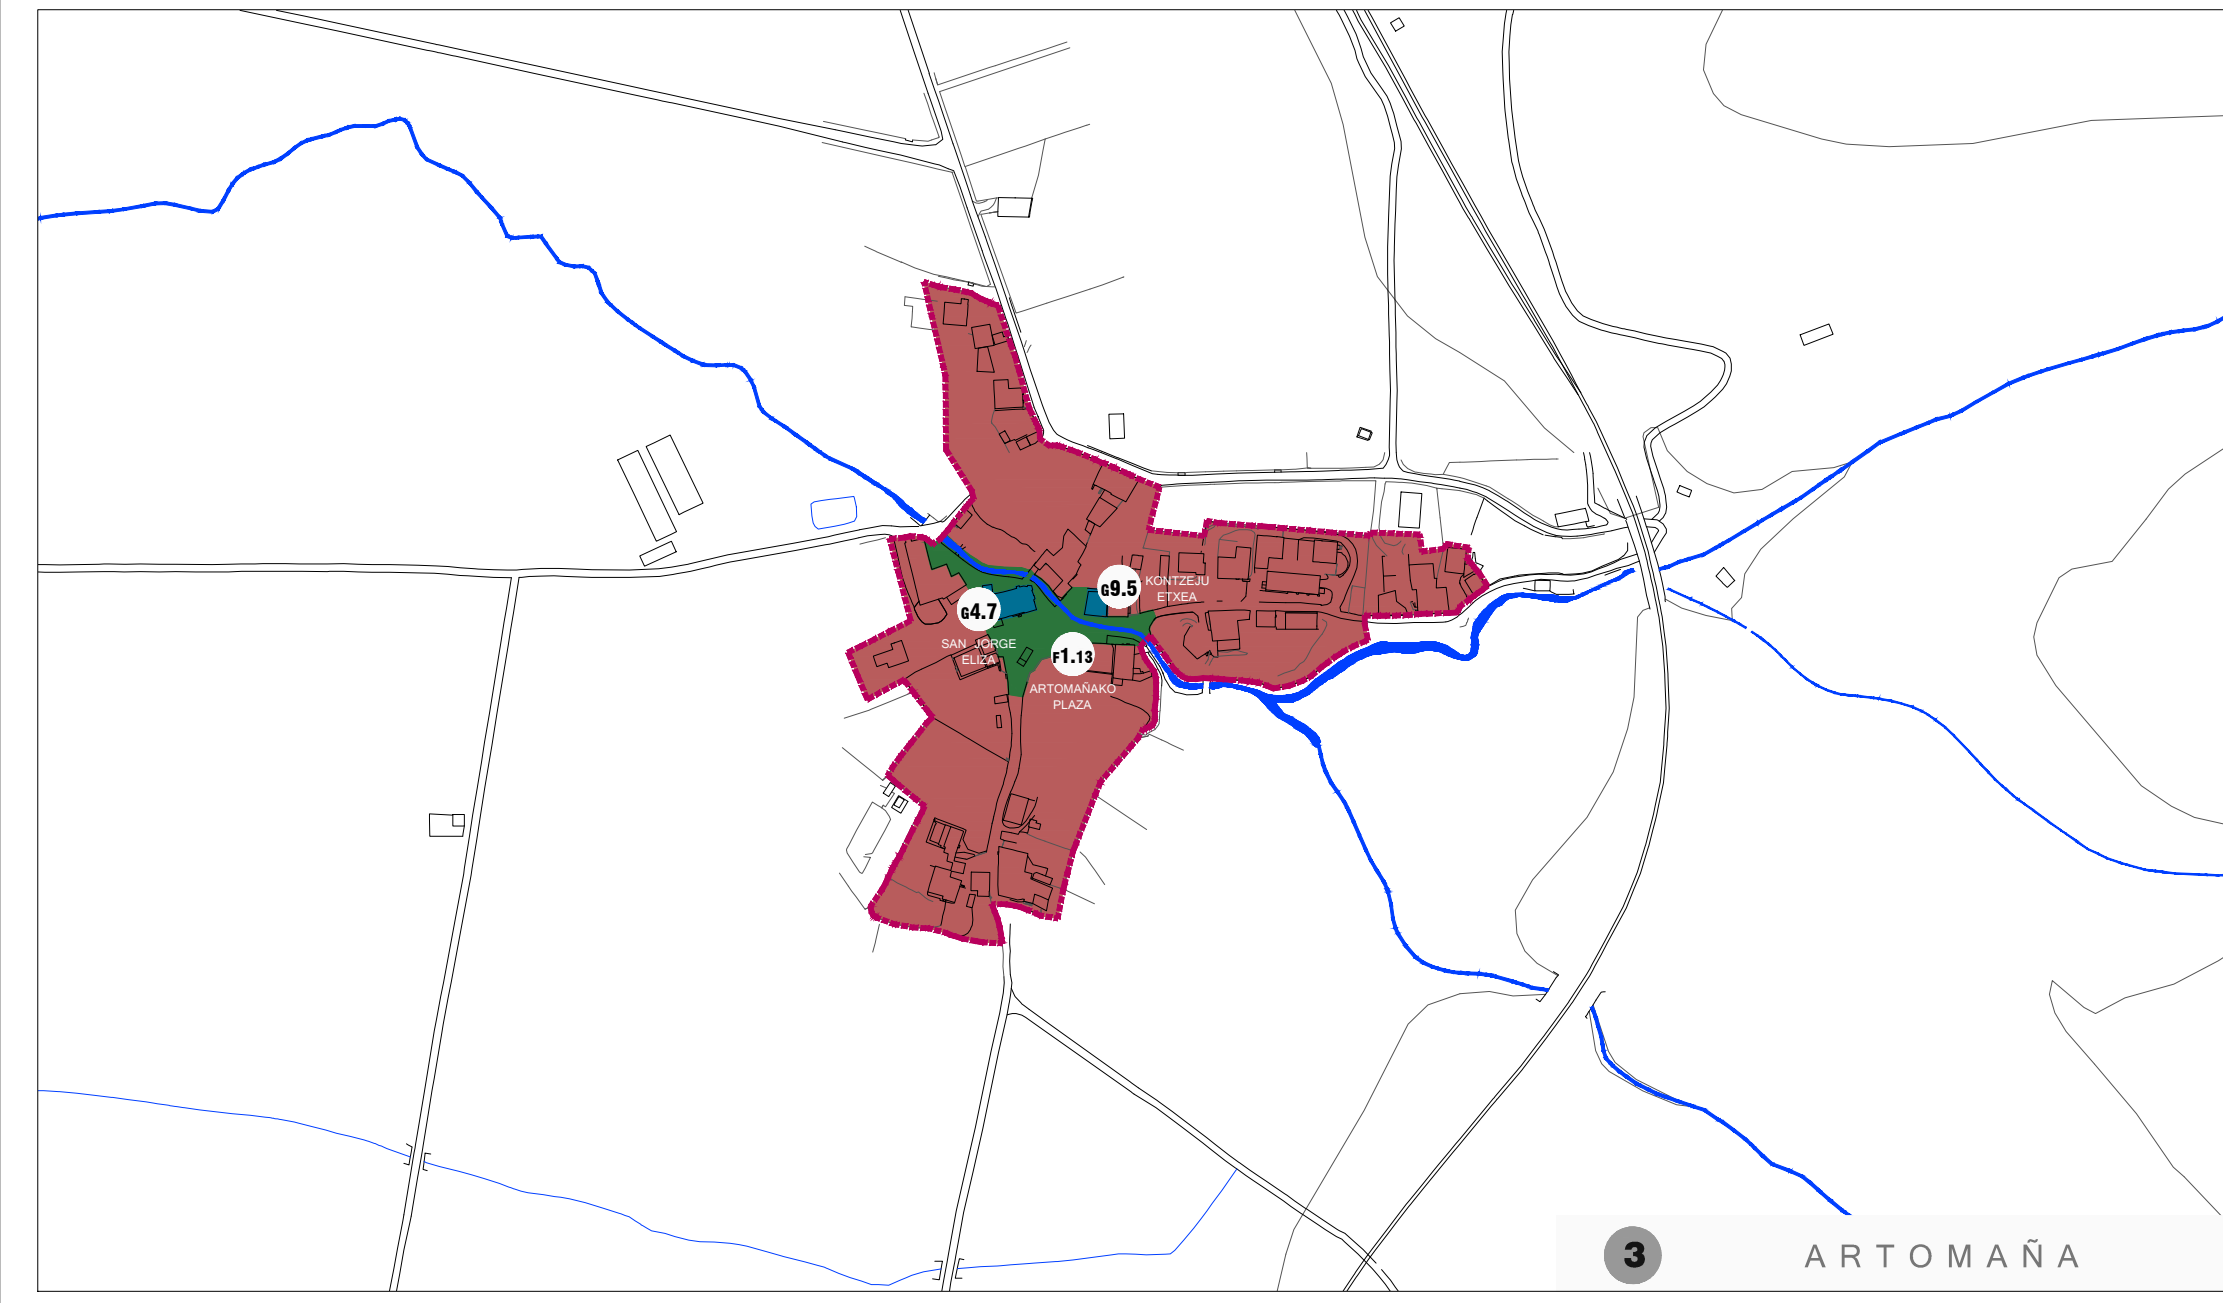 G9.5
KONTZEJU
ETXEA
G4.7
SAN JORGE
ELIZA
F1.13
ARTOMAÑAKO
PLAZA
3
ARTOMAÑA